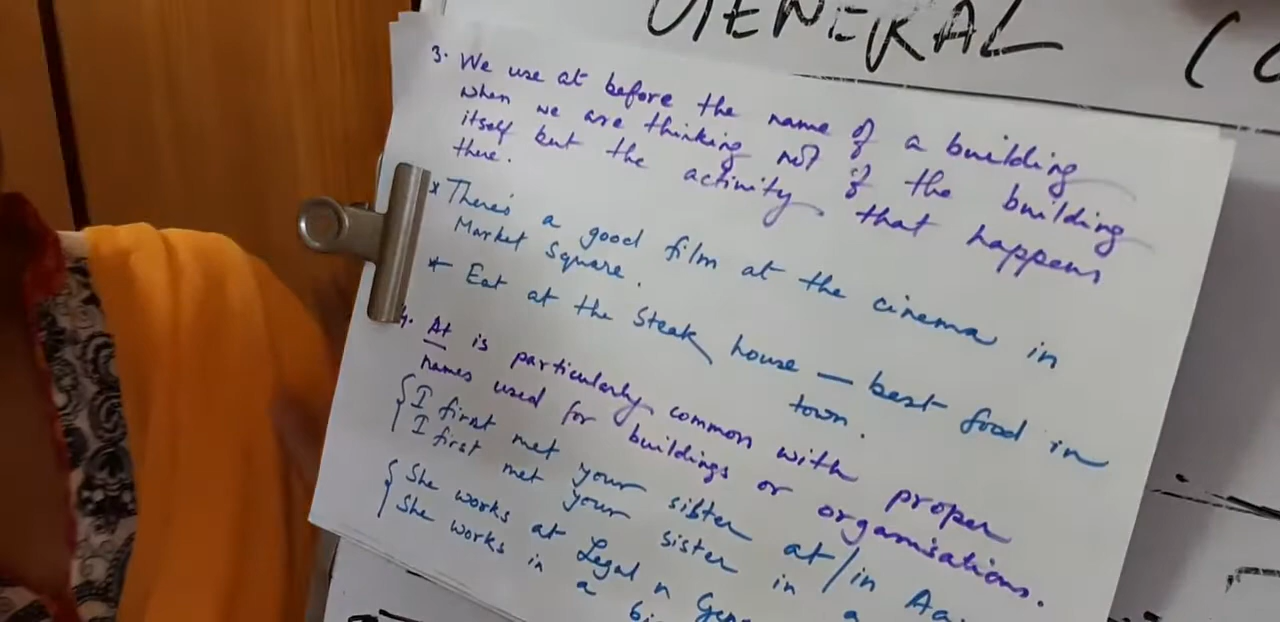 GENERAL (
3. We use at before the name of a building
when we are thinking not of the building
itself but the activity that happens
there.
* There's a good film at the cinema in
Market Square.
* Eat at the Steak house — best food in
town.
4. At is particularly common with proper
names used for buildings or organisations.
I first met your sister at/in
I first met your sister in a
She works at Legal n
She works in a